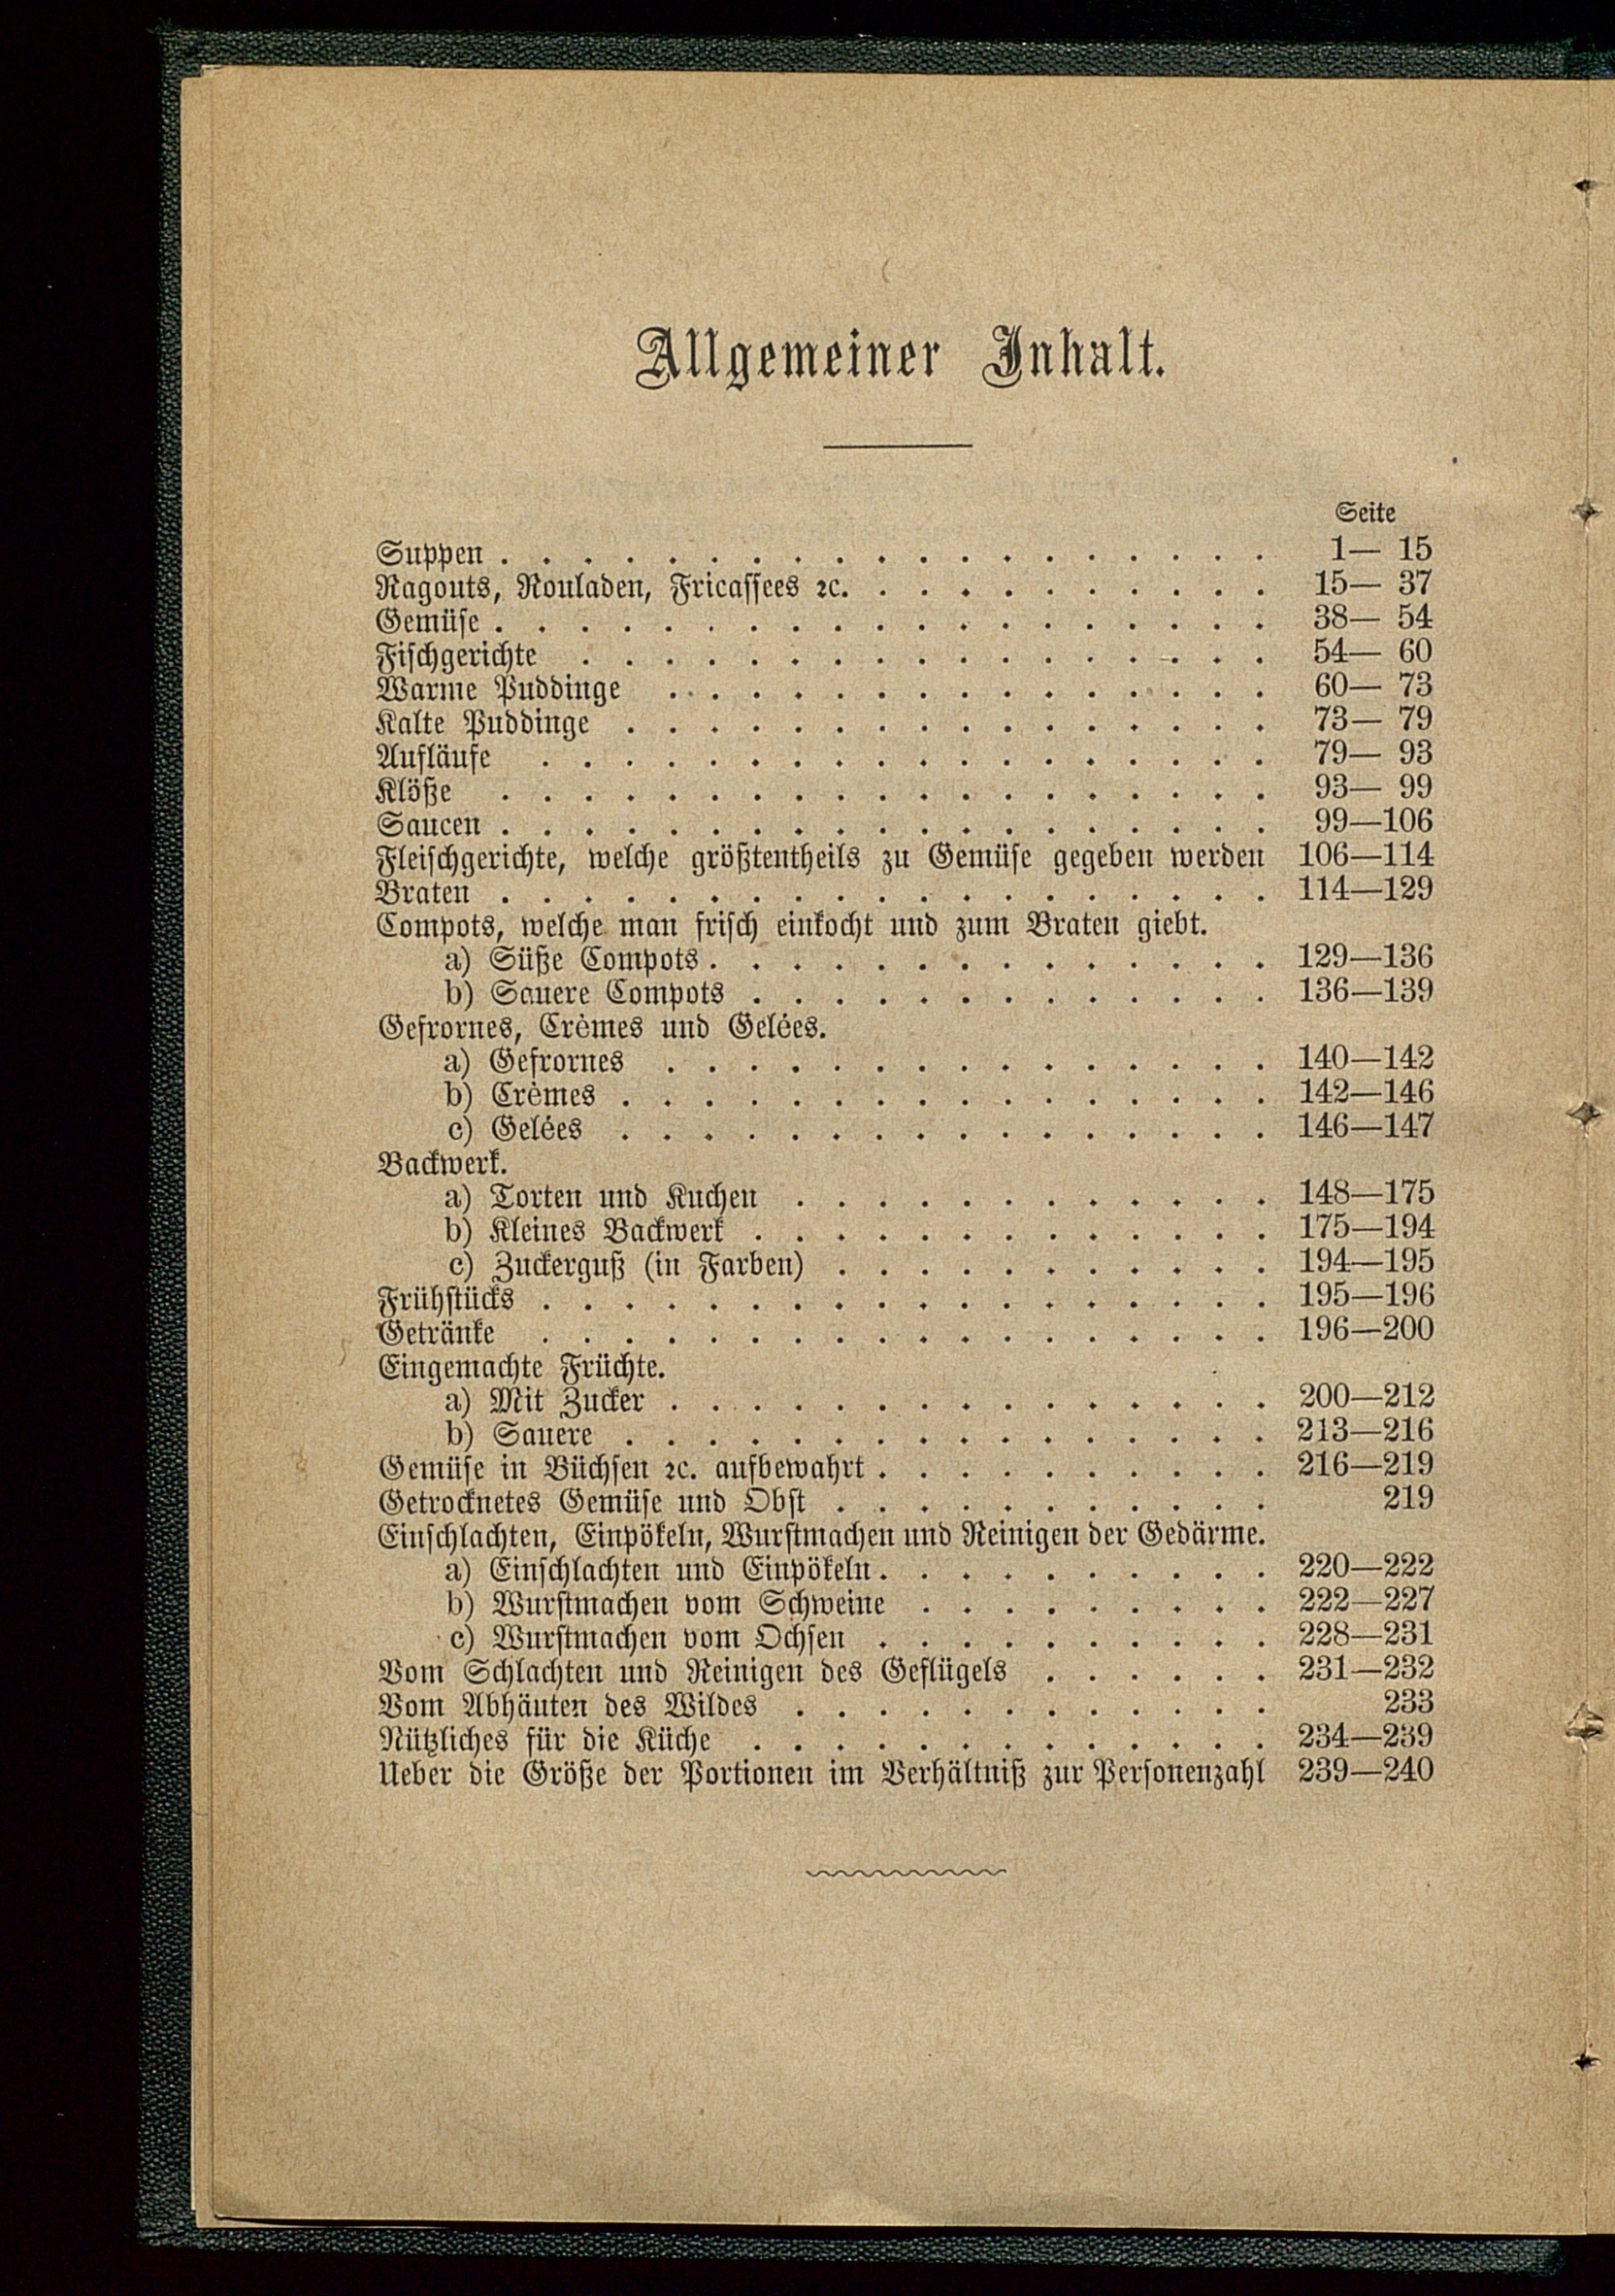 Allgemeiner Inhalt.
Seite
Suppen . . . . . . . . . . . . . . . . . . . 1— 15
Ragouts, Rouladen, Fricassees ꝛc. . . . . . . . . . . 15— 37
Gemüse . . . . . . . . . . . . . . . . . . . 38— 54
Fischgerichte . . . . . . . . . . . . . . . . . 54— 60
Warme Puddinge . . . . . . . . . . . . . . . 60— 73
Kalte Puddinge . . . . . . . . . . . . . . . . 73— 79
Aufläufe . . . . . . . . . . . . . . . . . . 79— 93
Klöße . . . . . . . . . . . . . . . . . . . 93— 99
Saucen . . . . . . . . . . . . . . . . . . . 99—106
Fleischgerichte, welche größtentheils zu Gemüse gegeben werden 106—114
Braten . . . . . . . . . . . . . . . . . . . 114—129
Compots, welche man frisch einkocht und zum Braten giebt.
a) Süße Compots . . . . . . . . . . . . . . 129—136
b) Sauere Compots . . . . . . . . . . . . . 136—139
Gefrornes, Crèmes und Gelées.
a) Gefrornes . . . . . . . . . . . . . . . 140—142
b) Crèmes . . . . . . . . . . . . . . . . 142—146
c) Gelées . . . . . . . . . . . . . . . . 146—147
Backwerk.
a) Torten und Kuchen . . . . . . . . . . . . 148—175
b) Kleines Backwerk . . . . . . . . . . . . . 175—194
c) Zuckerguß (in Farben) . . . . . . . . . . . 194—195
Frühstücks . . . . . . . . . . . . . . . . . . 195—196
Getränke . . . . . . . . . . . . . . . . . . 196—200
Eingemachte Früchte.
a) Mit Zucker . . . . . . . . . . . . . . . 200—212
b) Sauere . . . . . . . . . . . . . . . . 213—216
Gemüse in Büchsen ꝛc. aufbewahrt . . . . . . . . . . 216—219
Getrocknetes Gemüse und Obst . . . . . . . . . . . 219
Einschlachten, Einpökeln, Wurstmachen und Reinigen der Gedärme.
a) Einschlachten und Einpökeln . . . . . . . . . . 220—222
b) Wurstmachen vom Schweine . . . . . . . . . 222—227
c) Wurstmachen vom Ochsen . . . . . . . . . . 228—231
Vom Schlachten und Reinigen des Geflügels . . . . . . 231—232
Vom Abhäuten des Wildes . . . . . . . . . . . . 233
Nützliches für die Küche . . . . . . . . . . . . . 234—239
Ueber die Größe der Portionen im Verhältniß zur Personenzahl 239—240